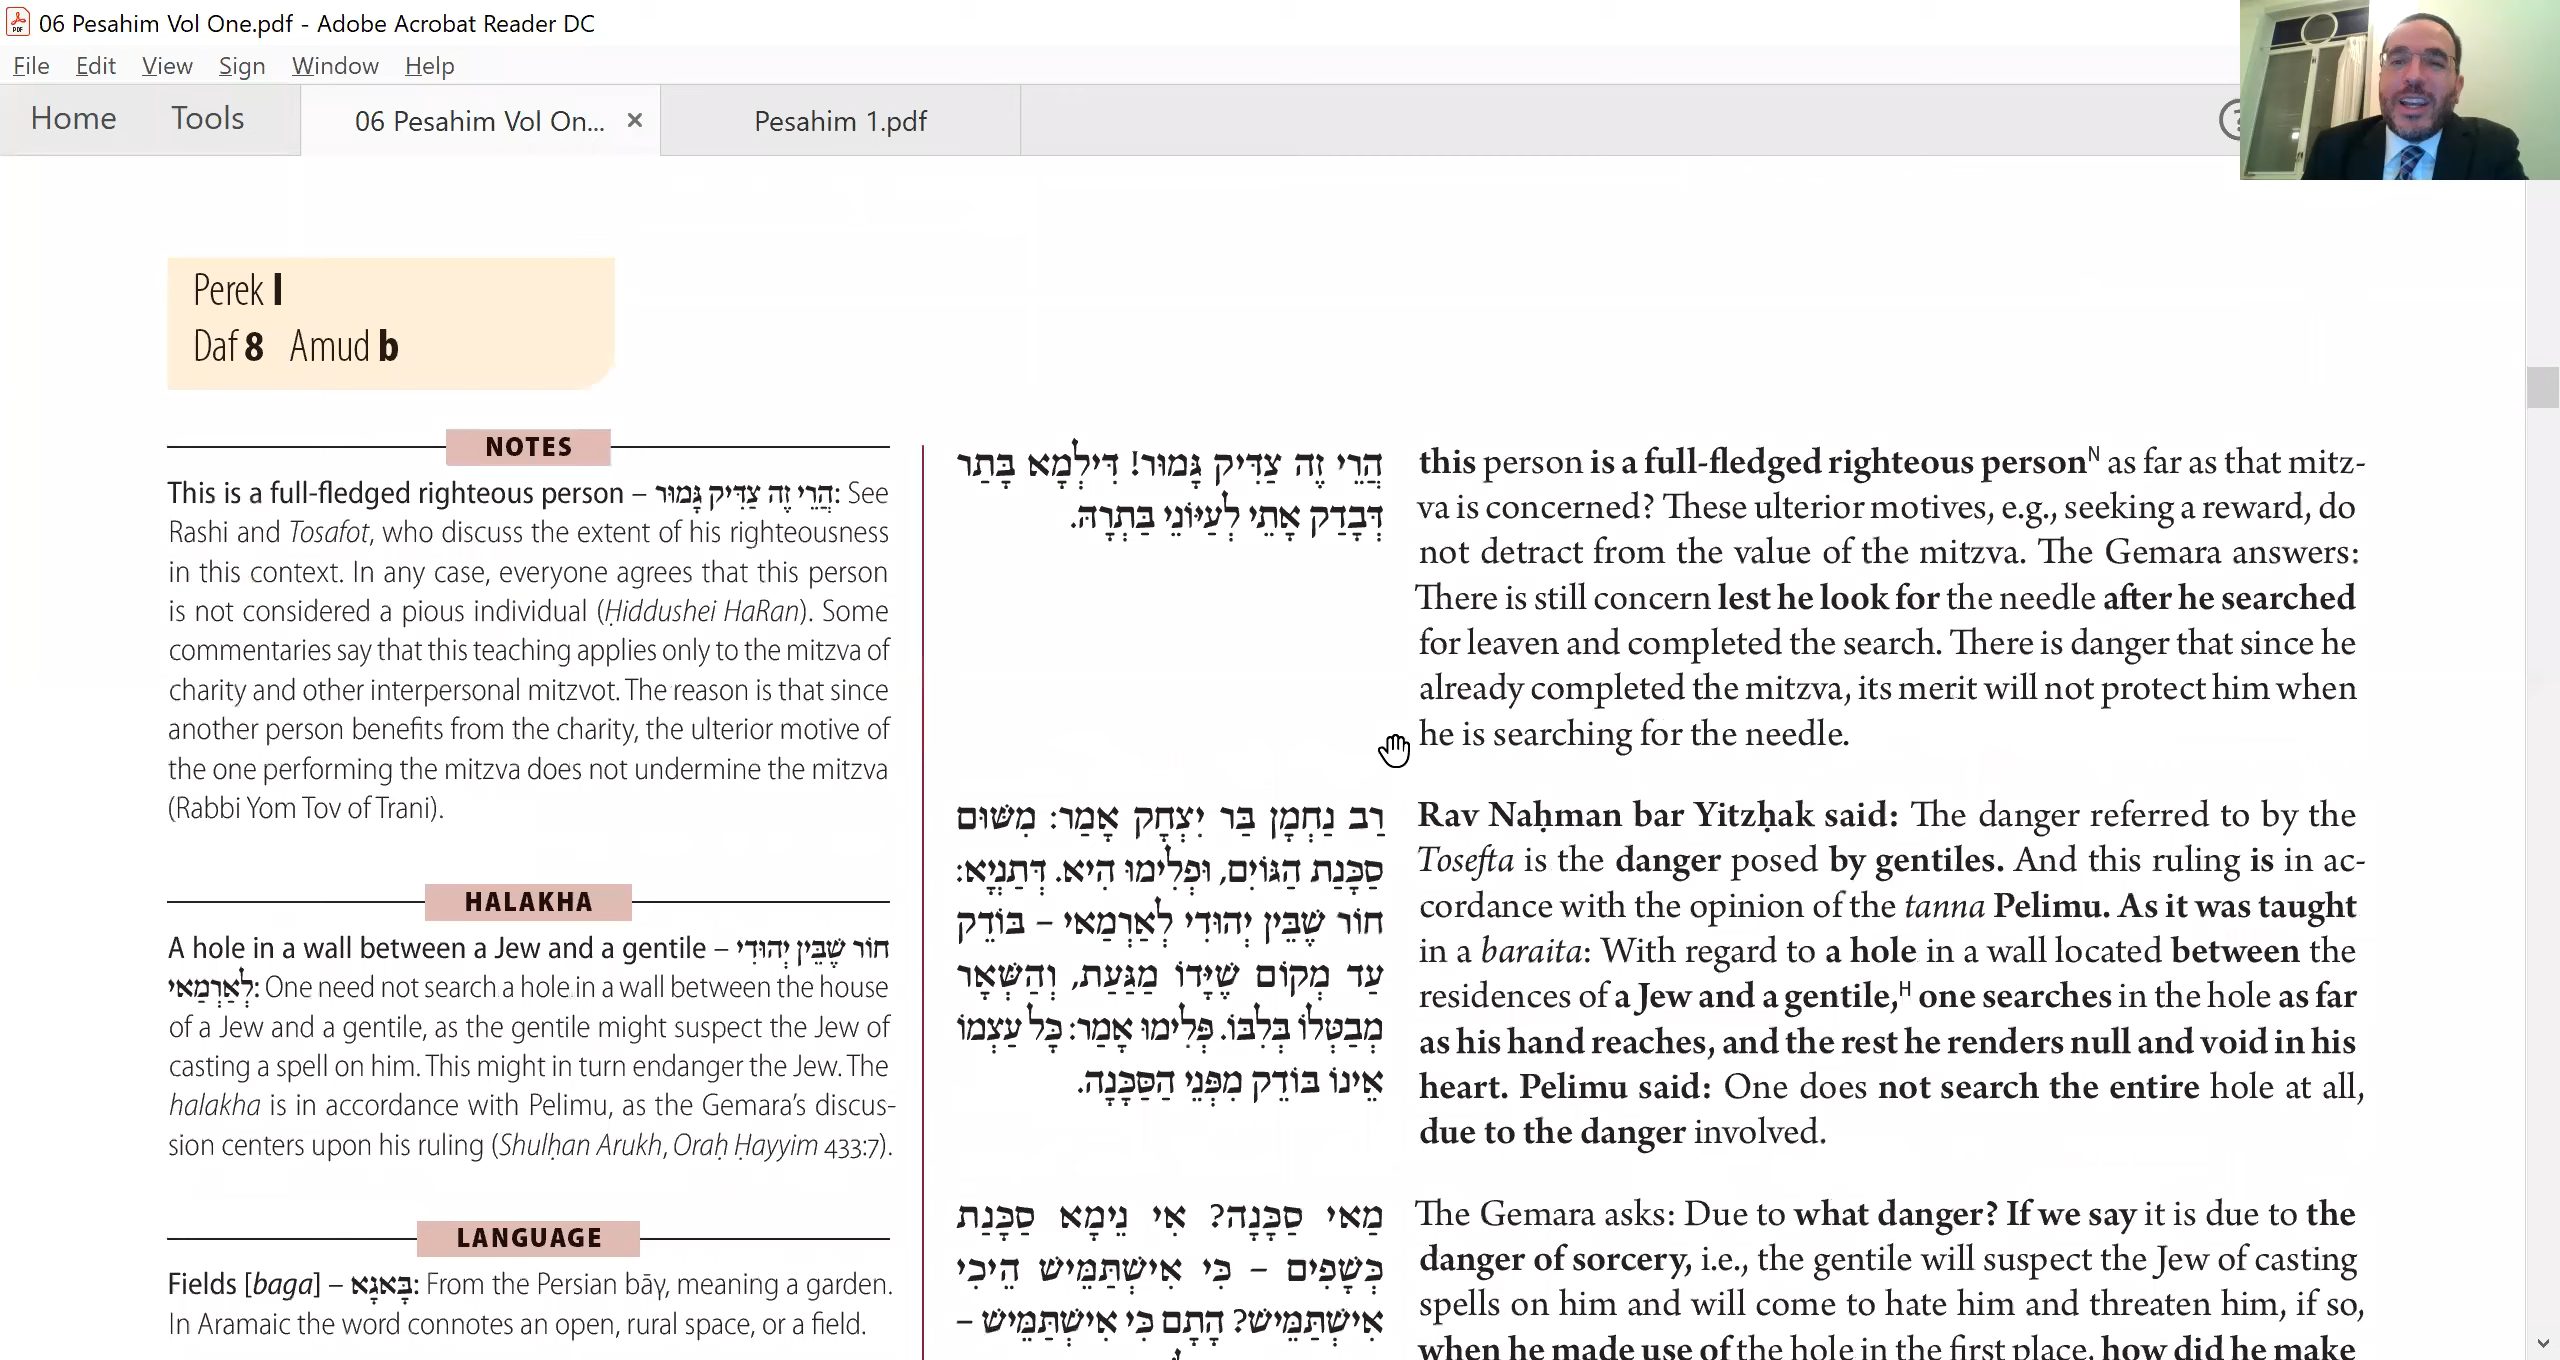 06 Pesahim Vol One.pdf - Adobe Acrobat Reader DC
File Edit View Sign Window Help
Home Tools 06 Pesahim Vol On... × Pesahim 1.pdf
Perek I
Daf 8 Amud b
NOTES
This is a full-fledged righteous person – הֲרֵי זֶה צַדִּיק גָּמוּר: See
Rashi and Tosafot, who discuss the extent of his righteousness
in this context. In any case, everyone agrees that this person
is not considered a pious individual (Ḥiddushei HaRan). Some
commentaries say that this teaching applies only to the mitzva of
charity and other interpersonal mitzvot. The reason is that since
another person benefits from the charity, the ulterior motive of
the one performing the mitzva does not undermine the mitzva
(Rabbi Yom Tov of Trani).
HALAKHA
A hole in a wall between a Jew and a gentile – חוֹר שֶׁבֵּין יְהוּדִי
לְאַרְמַאי: One need not search a hole in a wall between the house
of a Jew and a gentile, as the gentile might suspect the Jew of
casting a spell on him. This might in turn endanger the Jew. The
halakha is in accordance with Pelimu, as the Gemara's discus-
sion centers upon his ruling (Shulḥan Arukh, Oraḥ Ḥayyim 433:7).
LANGUAGE
Fields [baga] – בָּאגָא: From the Persian bāγ, meaning a garden.
In Aramaic the word connotes an open, rural space, or a field.
הֲרֵי זֶה צַדִּיק גָּמוּר! דִּילְמָא בָּתַר
דְּבָדַק אָתֵי לְעַיּוֹנֵי בַּתְרָהּ.
רַב נַחְמָן בַּר יִצְחָק אָמַר: מִשּׁוּם
סַכָּנַת הַגּוֹיִם, וּפְלִימוּ הִיא. דְּתַנְיָא:
חוֹר שֶׁבֵּין יְהוּדִי לְאַרְמַאי – בּוֹדֵק
עַד מְקוֹם שֶׁיָּדוֹ מַגַּעַת, וְהַשְּׁאָר
מְבַטְּלוֹ בְּלִבּוֹ. פְּלִימוּ אָמַר: כָּל עַצְמוֹ
אֵינוֹ בּוֹדֵק מִפְּנֵי הַסַּכָּנָה.
מַאי סַכָּנָה? אִי נֵימָא סַכָּנַת
כְּשָׁפִים – כִּי אִישְׁתַּמֵּישׁ הֵיכִי
אִישְׁתַּמֵּישׁ? הָתָם כִּי אִישְׁתַּמֵּישׁ –
this person is a full-fledged righteous personᴺ as far as that mitz-
va is concerned? These ulterior motives, e.g., seeking a reward, do
not detract from the value of the mitzva. The Gemara answers:
There is still concern lest he look for the needle after he searched
for leaven and completed the search. There is danger that since he
already completed the mitzva, its merit will not protect him when
he is searching for the needle.
Rav Naḥman bar Yitzḥak said: The danger referred to by the
Tosefta is the danger posed by gentiles. And this ruling is in ac-
cordance with the opinion of the tanna Pelimu. As it was taught
in a baraita: With regard to a hole in a wall located between the
residences of a Jew and a gentile,ᴴ one searches in the hole as far
as his hand reaches, and the rest he renders null and void in his
heart. Pelimu said: One does not search the entire hole at all,
due to the danger involved.
The Gemara asks: Due to what danger? If we say it is due to the
danger of sorcery, i.e., the gentile will suspect the Jew of casting
spells on him and will come to hate him and threaten him, if so,
when he made use of the hole in the first place, how did he make